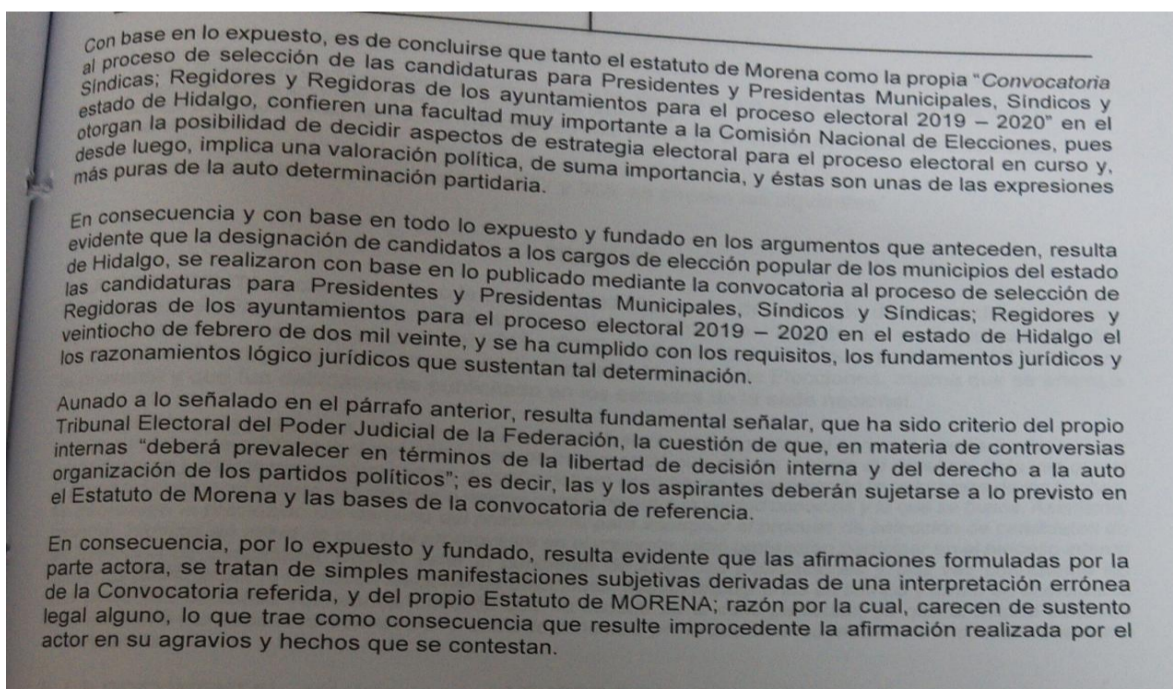 Con base en lo expuesto, es de concluirse que tanto el estatuto de Morena como la propia “Convocatoria
al proceso de selección de las candidaturas para Presidentes y Presidentas Municipales, Síndicos y
Síndicas; Regidores y Regidoras de los ayuntamientos para el proceso electoral 2019 – 2020” en el
estado de Hidalgo, confieren una facultad muy importante a la Comisión Nacional de Elecciones, pues
otorgan la posibilidad de decidir aspectos de estrategia electoral para el proceso electoral en curso y,
desde luego, implica una valoración política, de suma importancia, y éstas son unas de las expresiones
más puras de la auto determinación partidaria.
En consecuencia y con base en todo lo expuesto y fundado en los argumentos que anteceden, resulta
evidente que la designación de candidatos a los cargos de elección popular de los municipios del estado
de Hidalgo, se realizaron con base en lo publicado mediante la convocatoria al proceso de selección de
las candidaturas para Presidentes y Presidentas Municipales, Síndicos y Síndicas; Regidores y
Regidoras de los ayuntamientos para el proceso electoral 2019 – 2020 en el estado de Hidalgo el
veintiocho de febrero de dos mil veinte, y se ha cumplido con los requisitos, los fundamentos jurídicos y
los razonamientos lógico jurídicos que sustentan tal determinación.
Aunado a lo señalado en el párrafo anterior, resulta fundamental señalar, que ha sido criterio del propio
Tribunal Electoral del Poder Judicial de la Federación, la cuestión de que, en materia de controversias
internas “deberá prevalecer en términos de la libertad de decisión interna y del derecho a la auto
organización de los partidos políticos”; es decir, las y los aspirantes deberán sujetarse a lo previsto en
el Estatuto de Morena y las bases de la convocatoria de referencia.
En consecuencia, por lo expuesto y fundado, resulta evidente que las afirmaciones formuladas por la
parte actora, se tratan de simples manifestaciones subjetivas derivadas de una interpretación errónea
de la Convocatoria referida, y del propio Estatuto de MORENA; razón por la cual, carecen de sustento
legal alguno, lo que trae como consecuencia que resulte improcedente la afirmación realizada por el
actor en su agravios y hechos que se contestan.